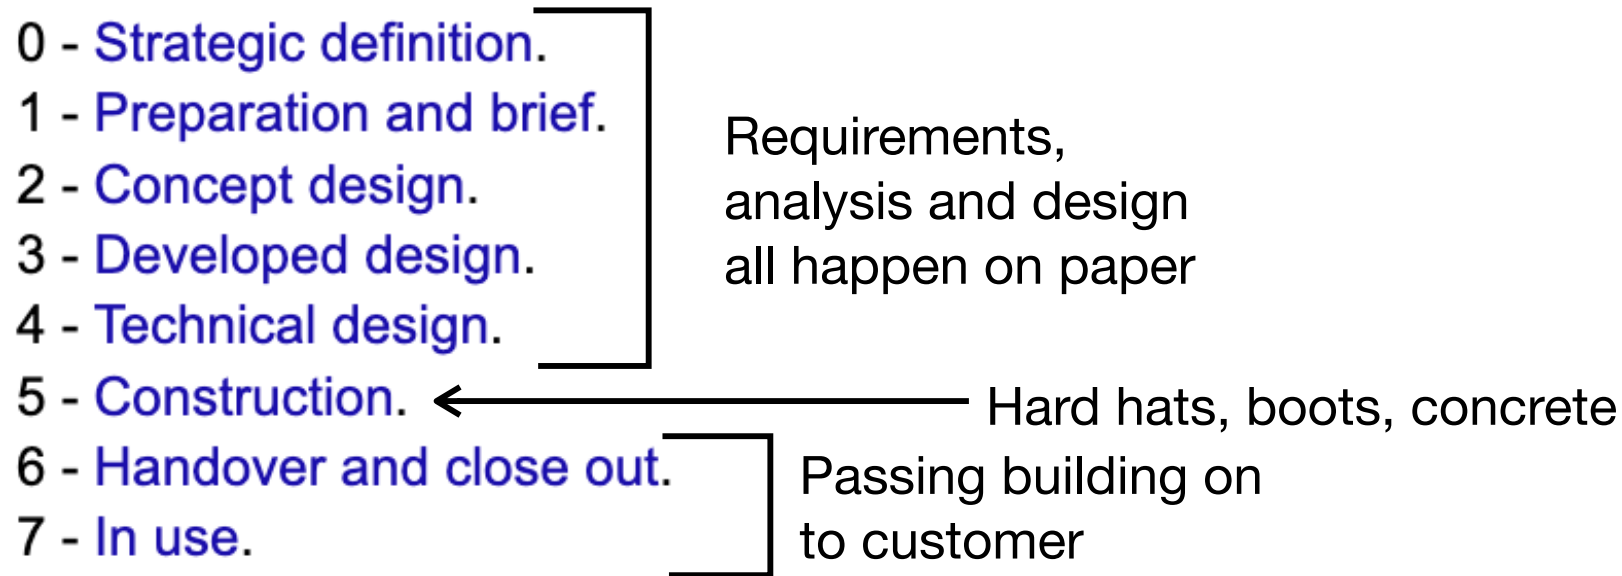 0 - Strategic definition.
1 - Preparation and brief.
2 - Concept design.
3 - Developed design.
4 - Technical design.
5 - Construction.
6 - Handover and close out.
7 - In use.
Requirements,
analysis and design
all happen on paper
Hard hats, boots, concrete
Passing building on
to customer